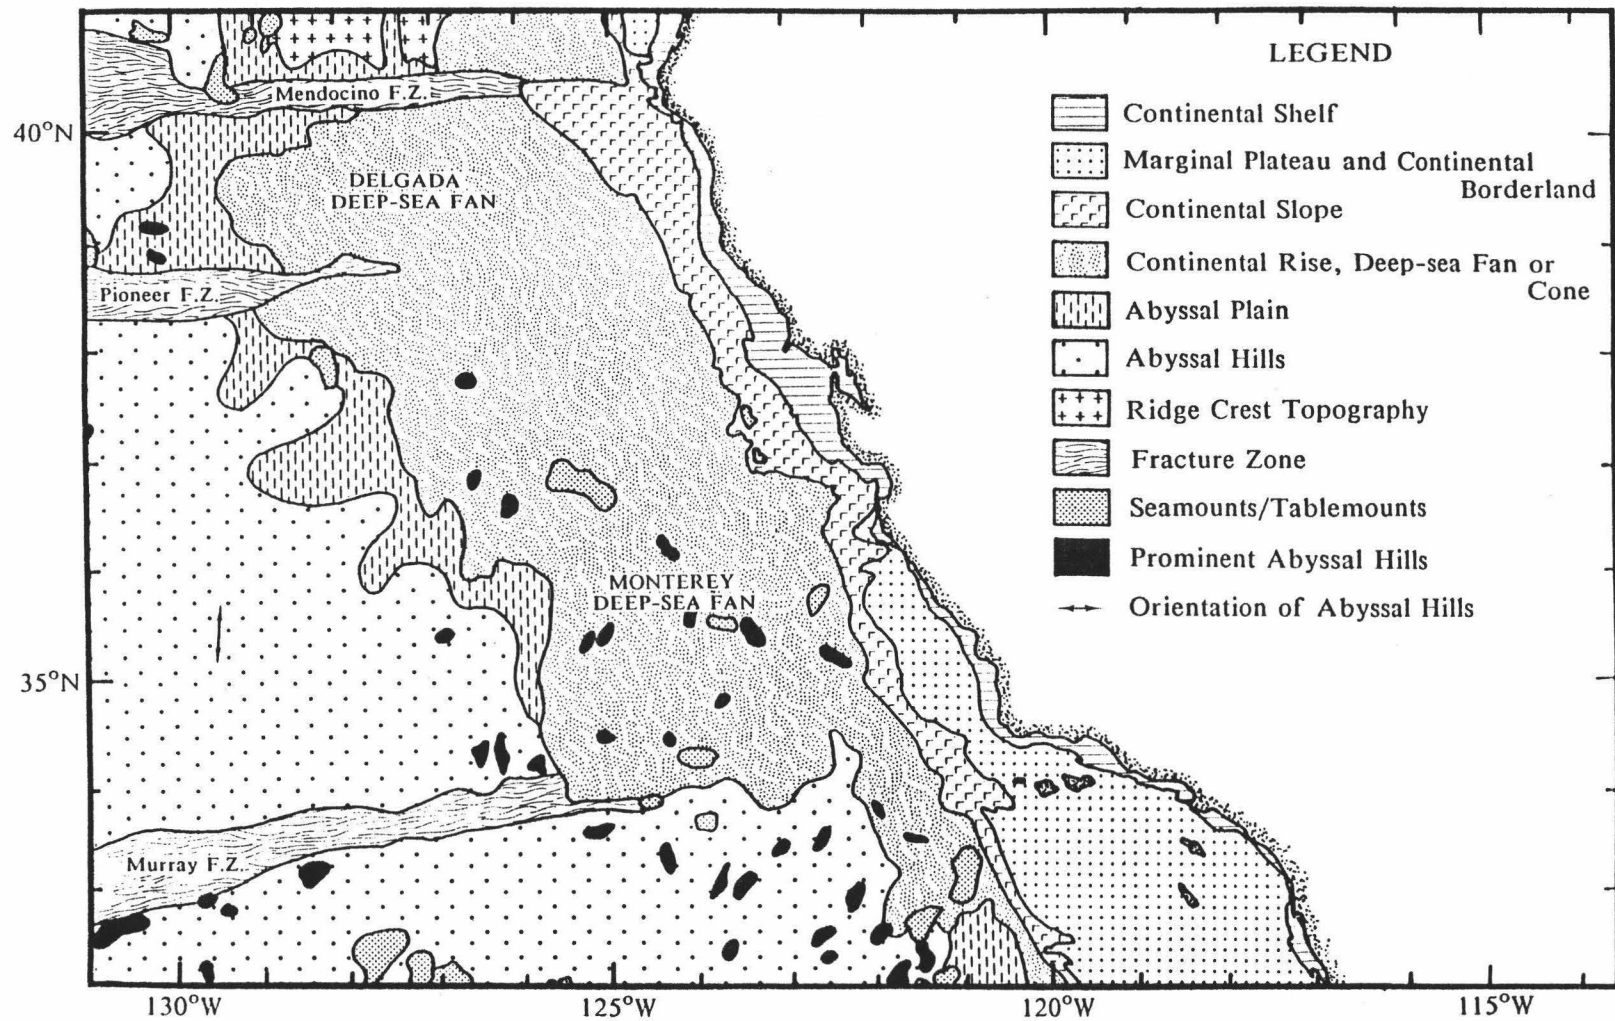 LEGEND
Continental Shelf
Marginal Plateau and Continental
Borderland
Continental Slope
Continental Rise, Deep-sea Fan or
Cone
Abyssal Plain
Abyssal Hills
Ridge Crest Topography
Fracture Zone
Seamounts/Tablemounts
Prominent Abyssal Hills
Orientation of Abyssal Hills
Mendocino F.Z.
40°N
DELGADA
DEEP-SEA FAN
Pioneer F.Z.
MONTEREY
DEEP-SEA FAN
35°N
Murray F.Z.
130°W
125°W
120°W
115°W